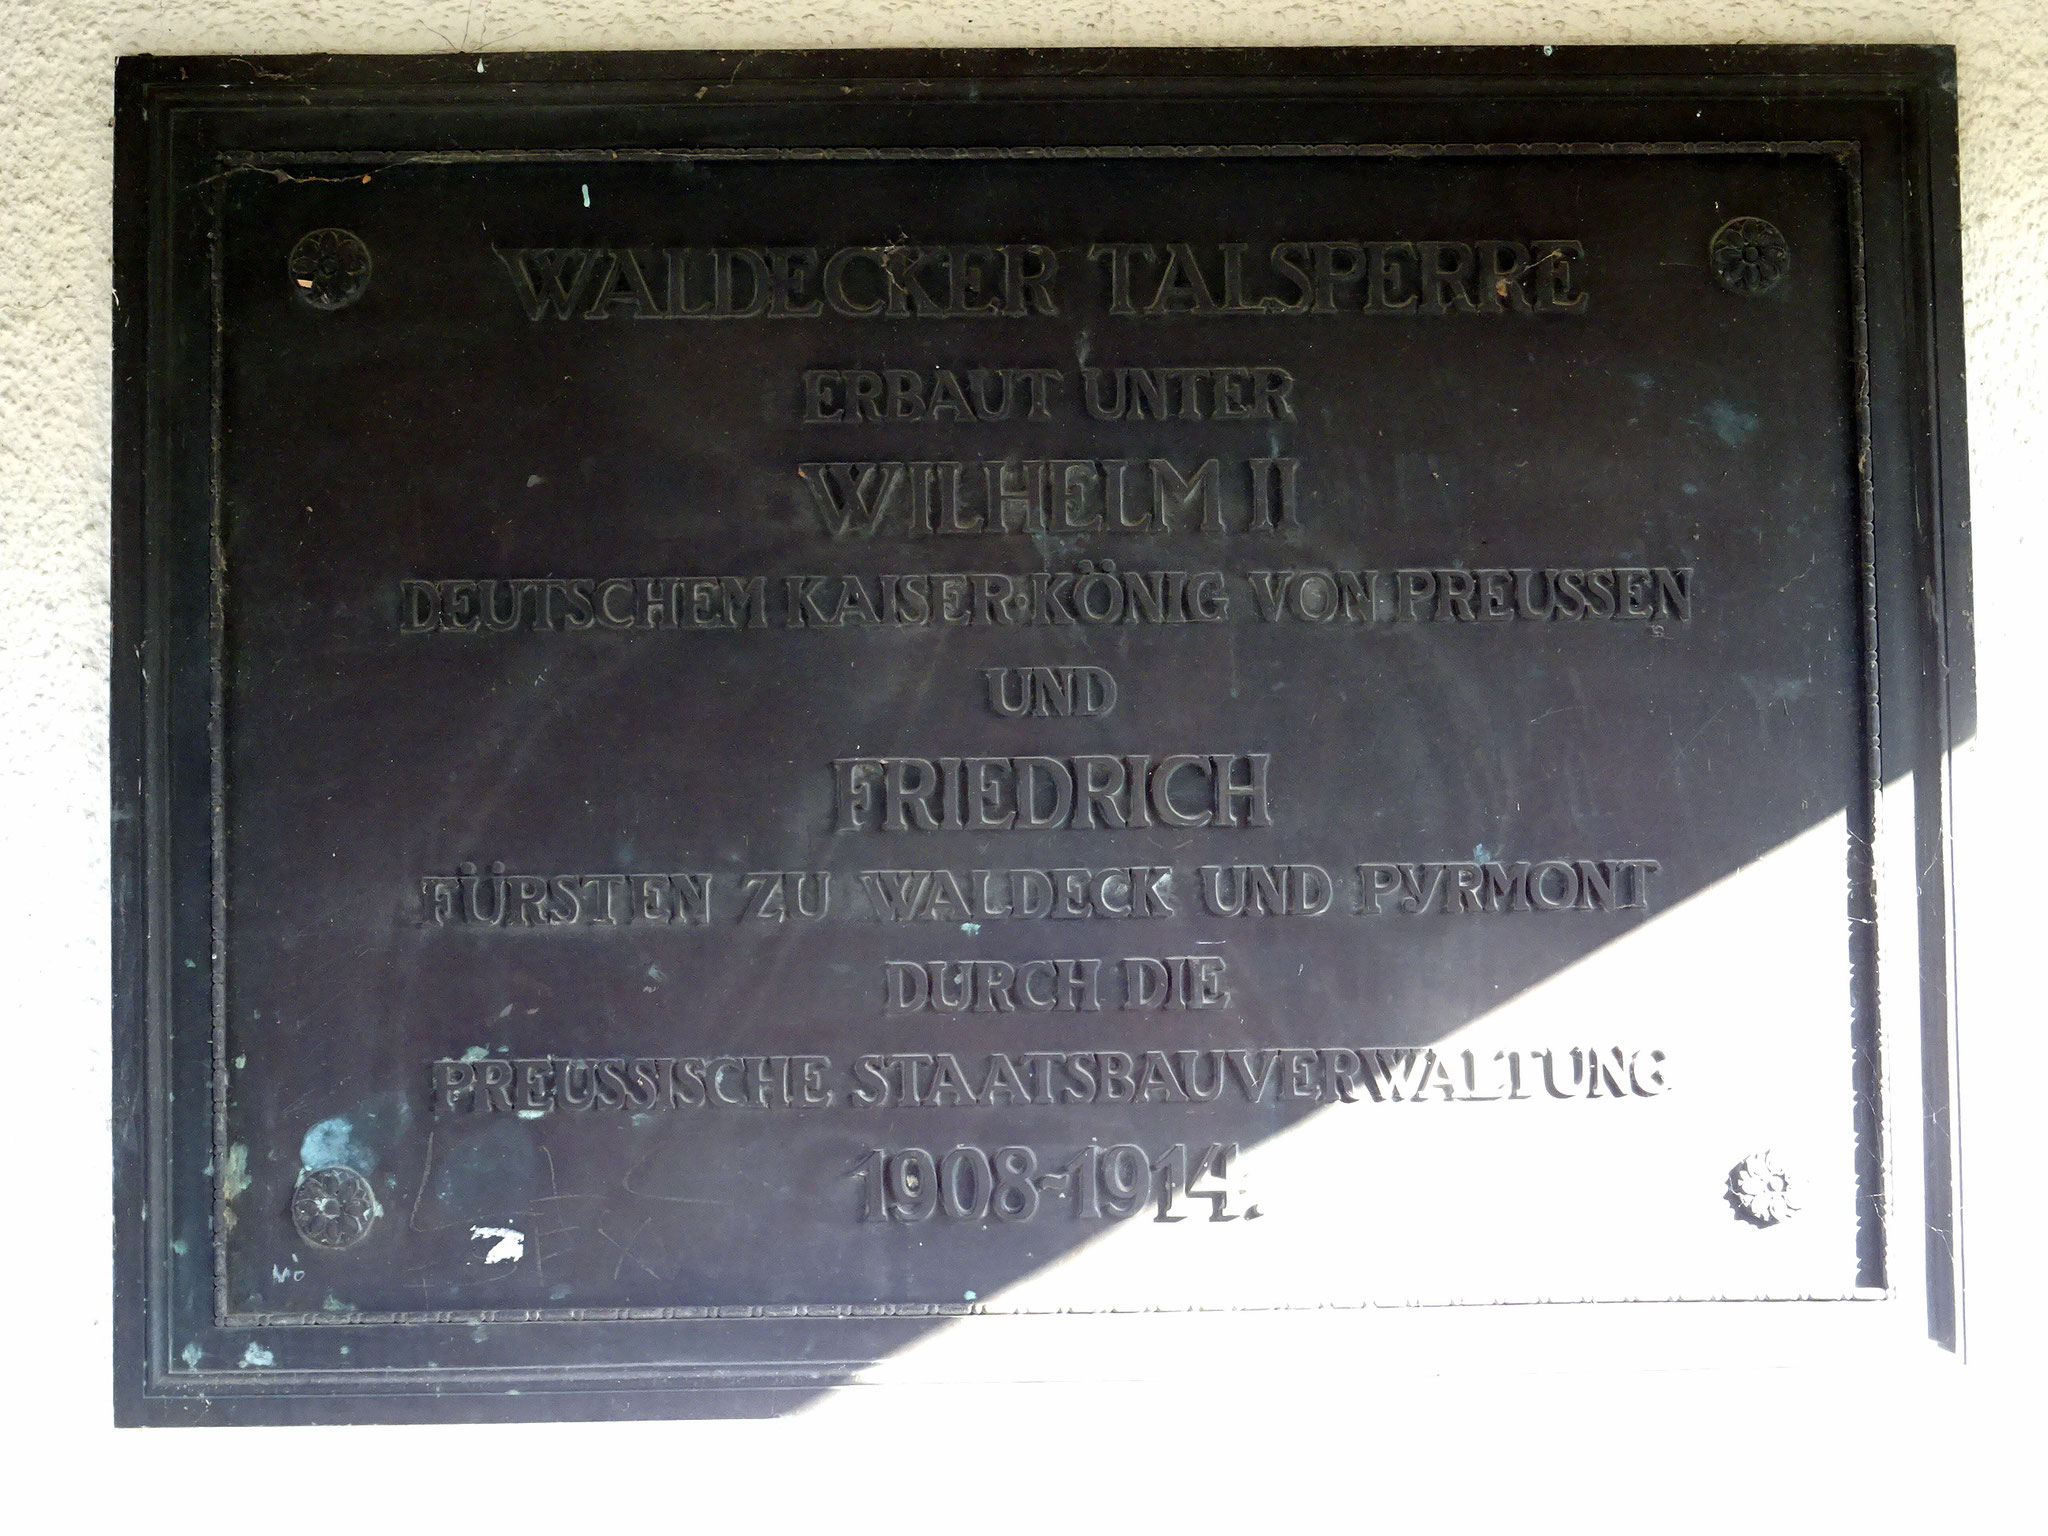 WALDECKER TALSPERRE
ERBAUT UNTER
WILHELM II
DEUTSCHEM KAISER·KÖNIG VON PREUSSEN
UND
FRIEDRICH
FÜRSTEN ZU WALDECK UND PYRMONT
DURCH DIE
PREUSSISCHE STAATSBAUVERWALTUNG
1908-1914.